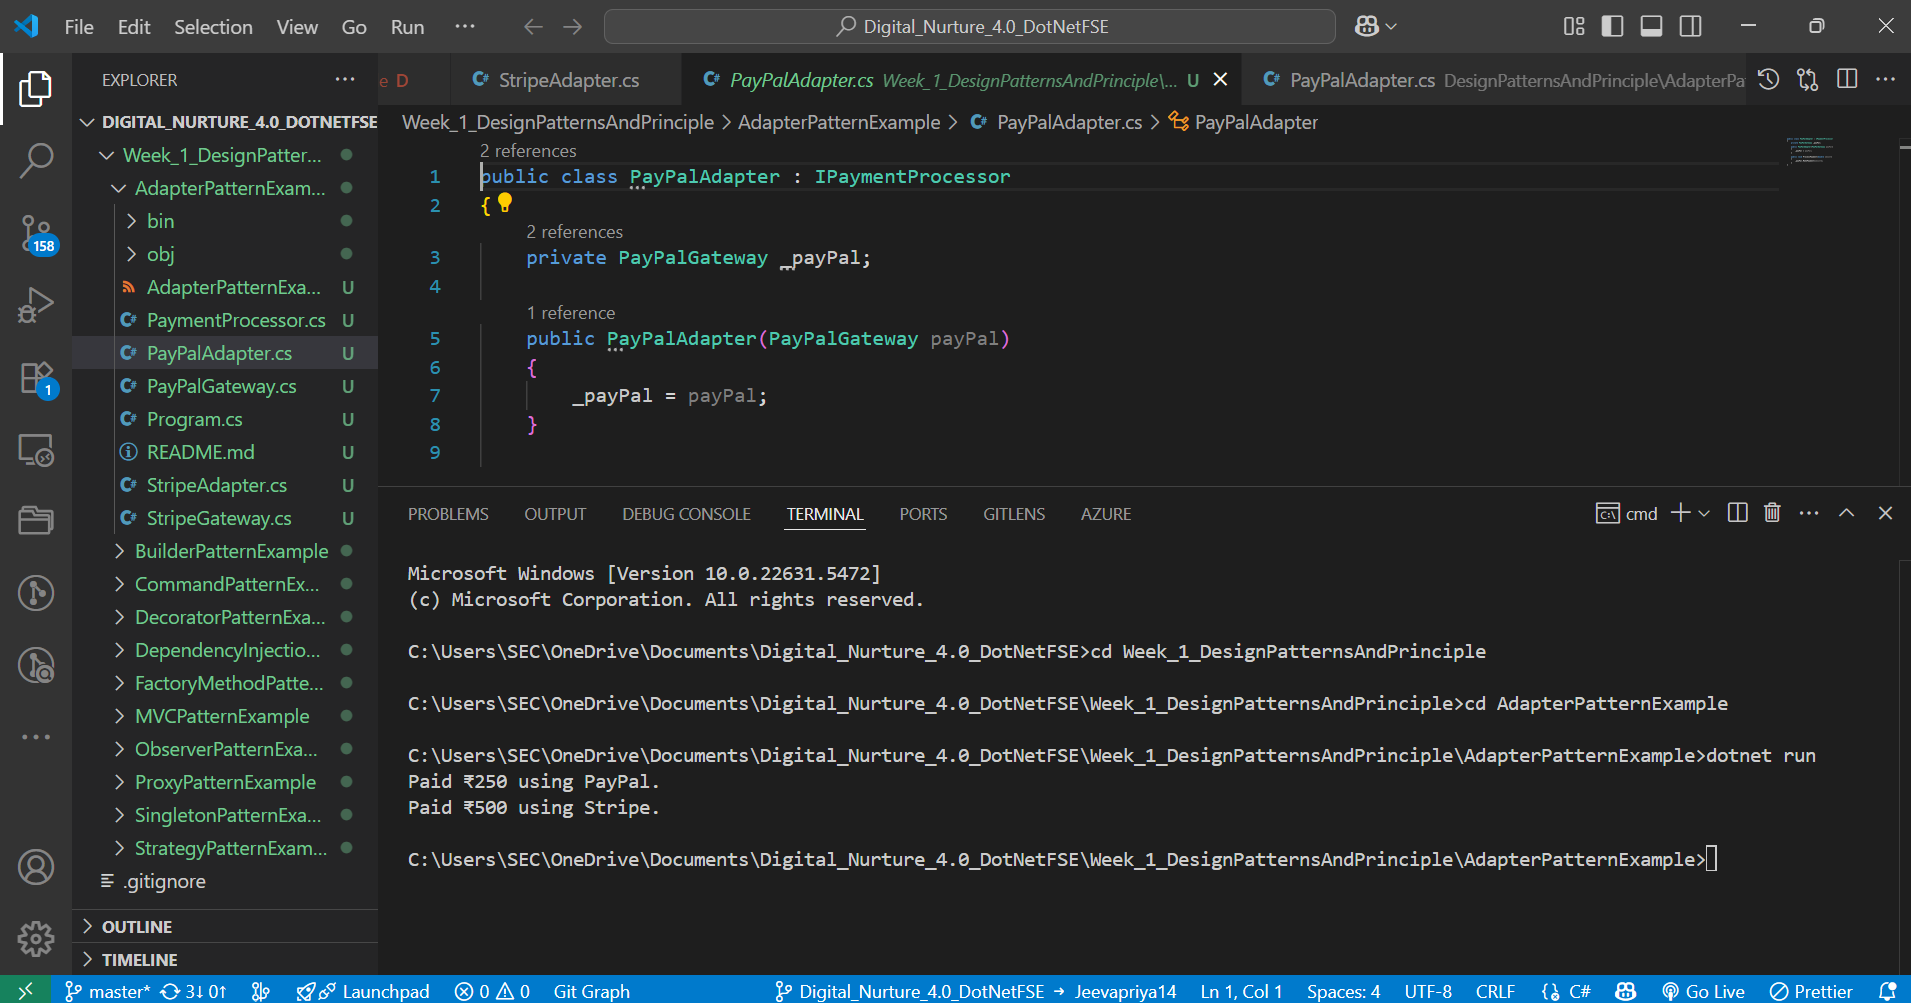 File Edit Selection View Go Run ···
Digital_Nurture_4.0_DotNetFSE
EXPLORER
DIGITAL_NURTURE_4.0_DOTNETFSE
Week_1_DesignPatter...
AdapterPatternExam...
bin
obj
AdapterPatternExa... U
PaymentProcessor.cs U
PayPalAdapter.cs U
PayPalGateway.cs U
Program.cs U
README.md U
StripeAdapter.cs U
StripeGateway.cs U
BuilderPatternExample
CommandPatternEx...
DecoratorPatternExa...
DependencyInjectio...
FactoryMethodPatte...
MVCPatternExample
ObserverPatternExa...
ProxyPatternExample
SingletonPatternExa...
StrategyPatternExam...
.gitignore
OUTLINE
TIMELINE
158
1
e D
StripeAdapter.cs
PayPalAdapter.cs Week_1_DesignPatternsAndPrinciple\... U
PayPalAdapter.cs DesignPatternsAndPrinciple\AdapterPa
Week_1_DesignPatternsAndPrinciple > AdapterPatternExample > PayPalAdapter.cs > PayPalAdapter
2 references
1 public class PayPalAdapter : IPaymentProcessor
2 {
2 references
3 private PayPalGateway _payPal;
4
1 reference
5 public PayPalAdapter(PayPalGateway payPal)
6 {
7 _payPal = payPal;
8 }
9
PROBLEMS OUTPUT DEBUG CONSOLE TERMINAL PORTS GITLENS AZURE
cmd
Microsoft Windows [Version 10.0.22631.5472]
(c) Microsoft Corporation. All rights reserved.
C:\Users\SEC\OneDrive\Documents\Digital_Nurture_4.0_DotNetFSE>cd Week_1_DesignPatternsAndPrinciple
C:\Users\SEC\OneDrive\Documents\Digital_Nurture_4.0_DotNetFSE\Week_1_DesignPatternsAndPrinciple>cd AdapterPatternExample
C:\Users\SEC\OneDrive\Documents\Digital_Nurture_4.0_DotNetFSE\Week_1_DesignPatternsAndPrinciple\AdapterPatternExample>dotnet run
Paid ₹250 using PayPal.
Paid ₹500 using Stripe.
C:\Users\SEC\OneDrive\Documents\Digital_Nurture_4.0_DotNetFSE\Week_1_DesignPatternsAndPrinciple\AdapterPatternExample>
master* 3↓ 0↑ Launchpad 0 0 Git Graph Digital_Nurture_4.0_DotNetFSE → Jeevapriya14 Ln 1, Col 1 Spaces: 4 UTF-8 CRLF C# Go Live Prettier